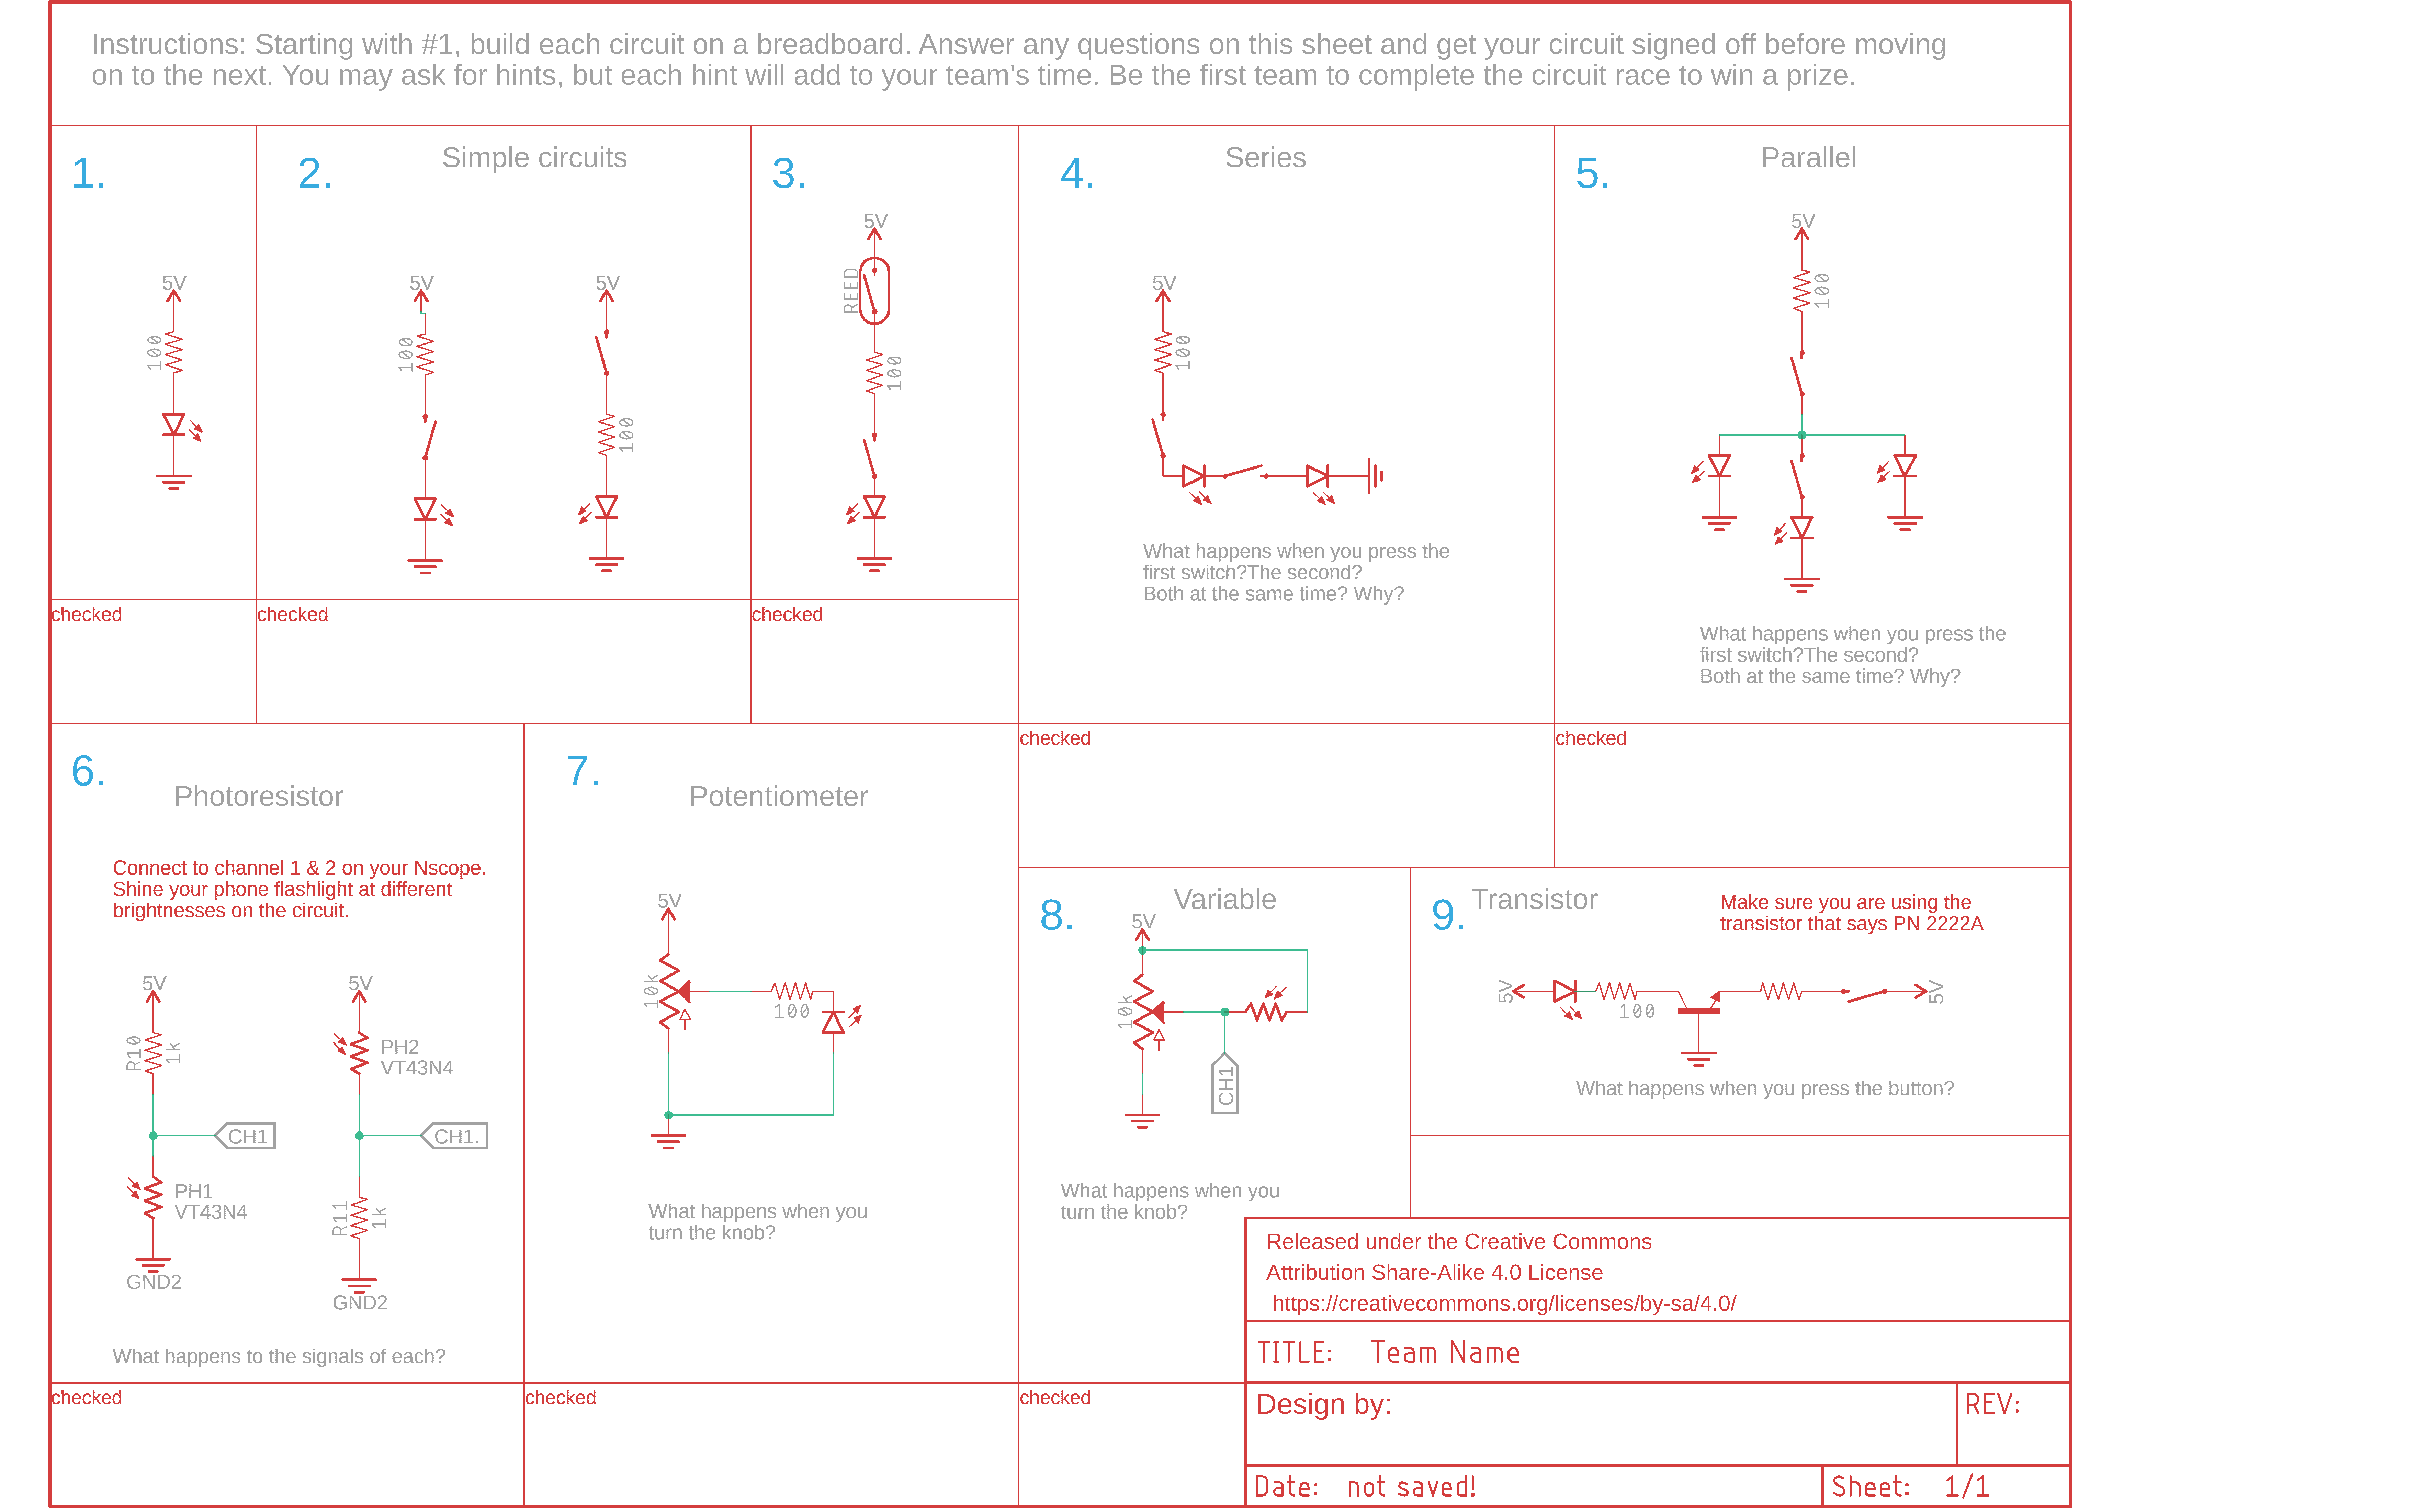 Instructions: Starting with #1, build each circuit on a breadboard. Answer any questions on this sheet and get your circuit signed off before moving
on to the next. You may ask for hints, but each hint will add to your team's time. Be the first team to complete the circuit race to win a prize.
1.
5V
100
checked
2.
Simple circuits
5V
100
5V
100
checked
3.
5V
REED
100
checked
4.
Series
5V
100
What happens when you press the
first switch?The second?
Both at the same time? Why?
checked
5.
Parallel
5V
100
What happens when you press the
first switch?The second?
Both at the same time? Why?
checked
6.
Photoresistor
Connect to channel 1 & 2 on your Nscope.
Shine your phone flashlight at different
brightnesses on the circuit.
5V
R10
1k
CH1
PH1
VT43N4
GND2
5V
PH2
VT43N4
CH1.
R11
1k
GND2
What happens to the signals of each?
checked
7.
Potentiometer
5V
10k
100
What happens when you
turn the knob?
checked
8.
Variable
5V
10k
CH1
What happens when you
turn the knob?
checked
9.
Transistor
Make sure you are using the
transistor that says PN 2222A
5V
100
5V
What happens when you press the button?
Released under the Creative Commons
Attribution Share-Alike 4.0 License
https://creativecommons.org/licenses/by-sa/4.0/
TITLE: Team Name
Design by:
REV:
Date: not saved!
Sheet: 1/1